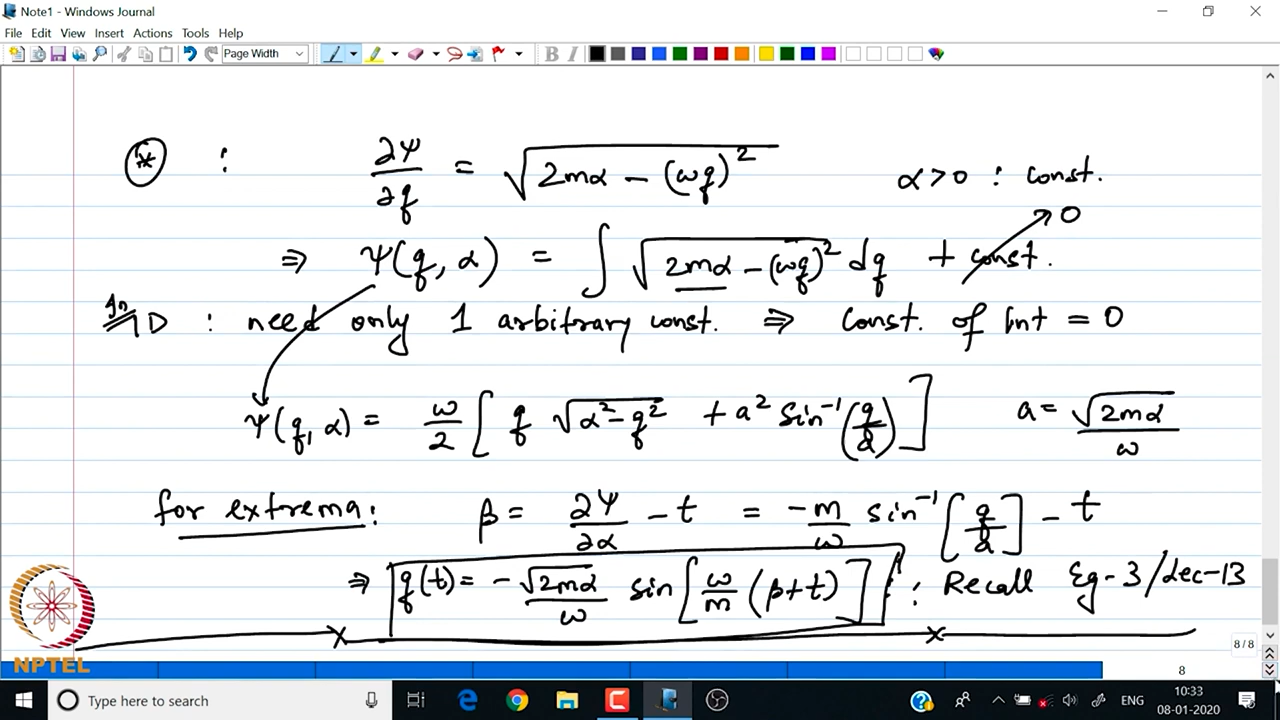 Note1 - Windows Journal
File Edit View Insert Actions Tools Help
Page Width
* : ∂Ψ/∂q = √(2mα − (ωq)²) α > 0 : const.
⇒ Ψ(q, α) = ∫ √(2mα − (ωq)²) dq + const. → 0
In 1D : need only 1 arbitrary const. ⇒ const. of Int = 0
Ψ(q, α) = ω/2 [ q √(α² − q²) + a² sin⁻¹(q/a) ] a = √(2mα)/ω
for extrema: β = ∂Ψ/∂α − t = −m/ω sin⁻¹[q/a] − t
⇒ q(t) = −√(2mα)/ω sin[ω/m (β+t)] : Recall Eg-3/Lec-13
NPTEL
8/8
8
Type here to search
ENG
10:33
08-01-2020